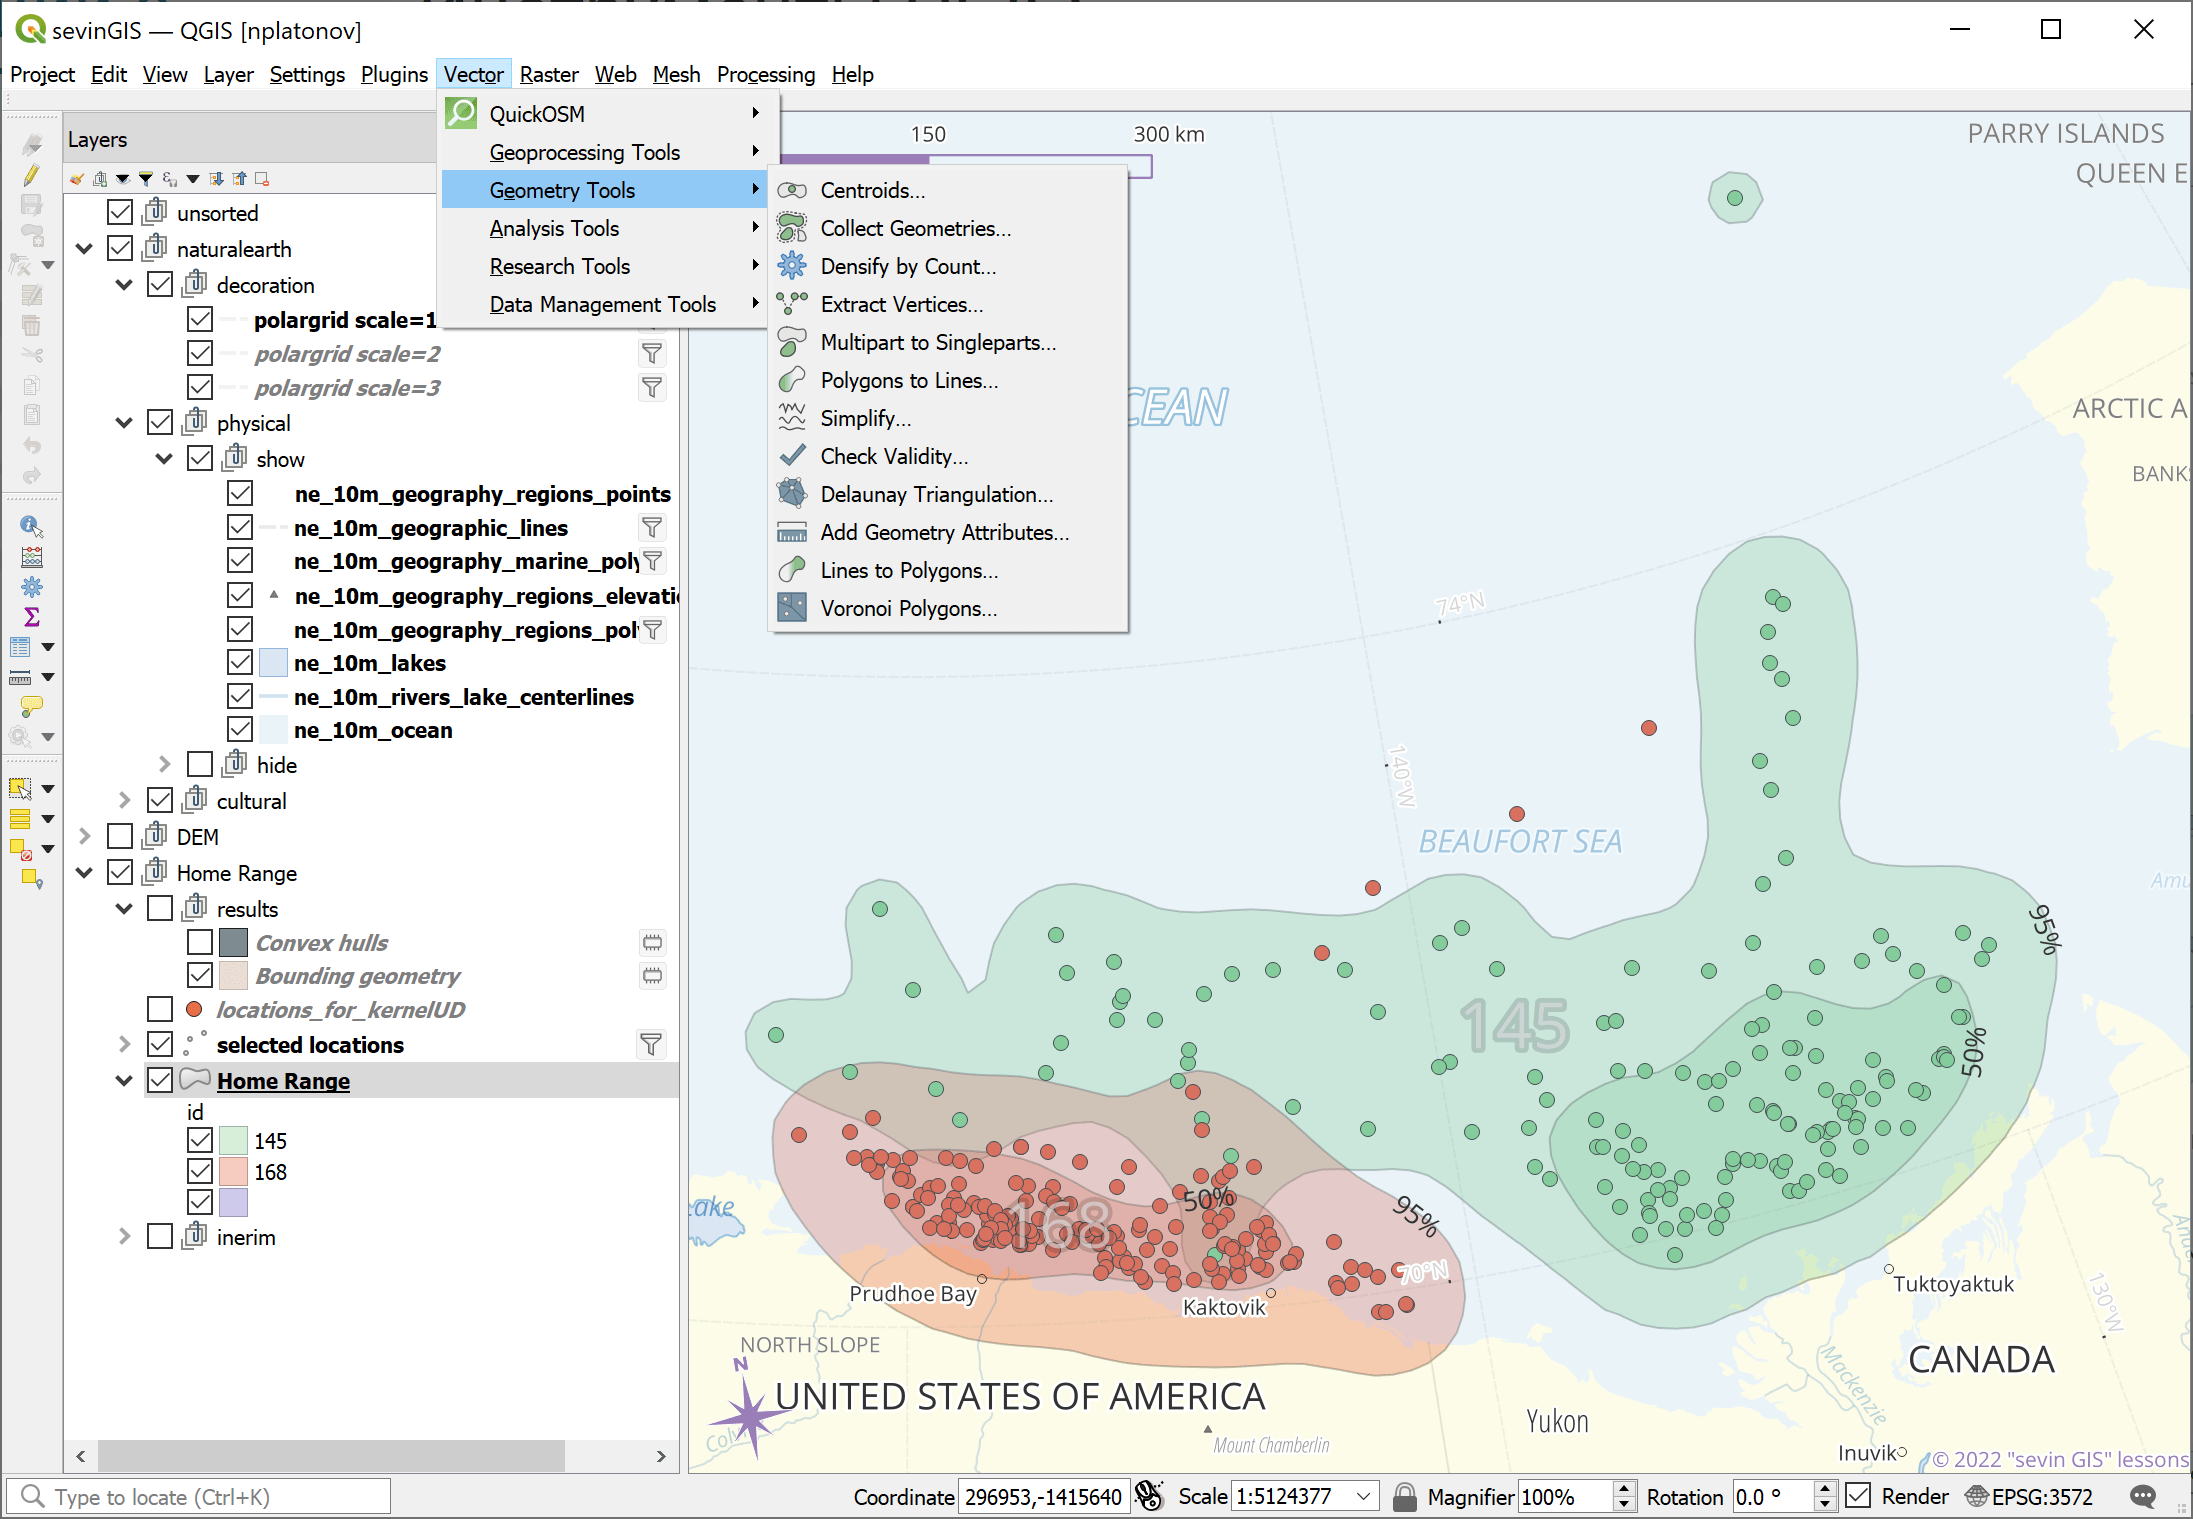 sevinGIS — QGIS [nplatonov]
Project Edit View Layer Settings Plugins Vector Raster Web Mesh Processing Help
Layers
unsorted
naturalearth
decoration
polargrid scale=1
polargrid scale=2
polargrid scale=3
physical
show
ne_10m_geography_regions_points
ne_10m_geographic_lines
ne_10m_geography_marine_poly
ne_10m_geography_regions_elevatio
ne_10m_geography_regions_pol
ne_10m_lakes
ne_10m_rivers_lake_centerlines
ne_10m_ocean
hide
cultural
DEM
Home Range
results
Convex hulls
Bounding geometry
locations_for_kernelUD
selected locations
Home Range
id
145
168
inerim
QuickOSM
Geoprocessing Tools
Geometry Tools
Analysis Tools
Research Tools
Data Management Tools
Centroids...
Collect Geometries...
Densify by Count...
Extract Vertices...
Multipart to Singleparts...
Polygons to Lines...
Simplify...
Check Validity...
Delaunay Triangulation...
Add Geometry Attributes...
Lines to Polygons...
Voronoi Polygons...
150 300 km
PARRY ISLANDS
QUEEN E
CEAN
ARCTIC A
BANKS
74°N
140°W
BEAUFORT SEA
Amu
95%
145
50%
50%
95%
168
70°N
ake
Prudhoe Bay
Kaktovik
Tuktoyaktuk
130°W
NORTH SLOPE
N
UNITED STATES OF AMERICA
CANADA
Mackenzie
Yukon
Colv
Mount Chamberlin
Inuvik
© 2022 "sevin GIS" lessons
Type to locate (Ctrl+K)
Coordinate 296953,-1415640 Scale 1:5124377 Magnifier 100% Rotation 0.0 ° Render EPSG:3572